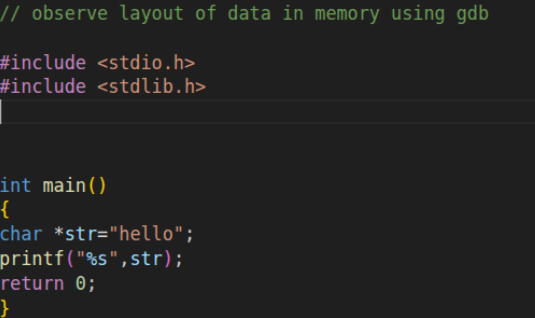 // observe layout of data in memory using gdb
#include <stdio.h>
#include <stdlib.h>
int main()
{
char *str="hello";
printf("%s",str);
return 0;
}